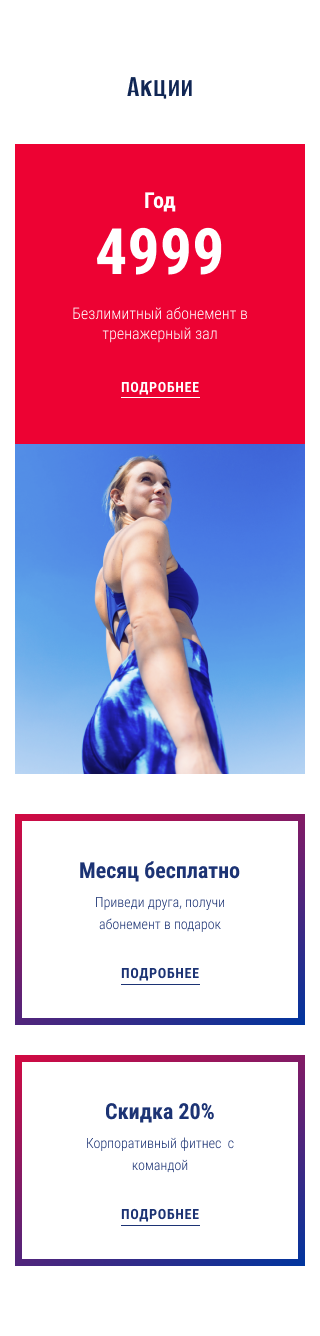 Акции
Год
4999
Безлимитный абонемент в
тренажерный зал
ПОДРОБНЕЕ
Месяц бесплатно
Приведи друга, получи
абонемент в подарок
ПОДРОБНЕЕ
Скидка 20%
Корпоративный фитнес с
командой
ПОДРОБНЕЕ